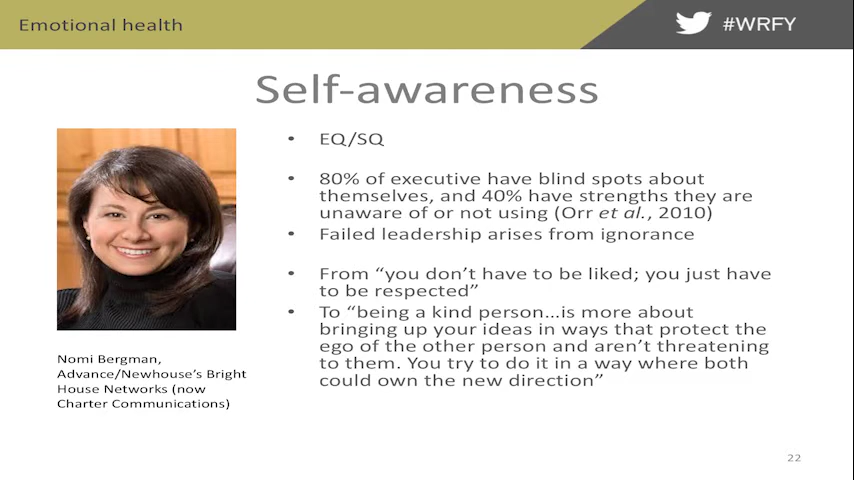 Emotional health
#WRFY
Self-awareness
• EQ/SQ
• 80% of executive have blind spots about
themselves, and 40% have strengths they are
unaware of or not using (Orr et al., 2010)
• Failed leadership arises from ignorance
• From “you don’t have to be liked; you just have
to be respected”
• To “being a kind person…is more about
bringing up your ideas in ways that protect the
ego of the other person and aren’t threatening
to them. You try to do it in a way where both
could own the new direction”
Nomi Bergman,
Advance/Newhouse’s Bright
House Networks (now
Charter Communications)
22